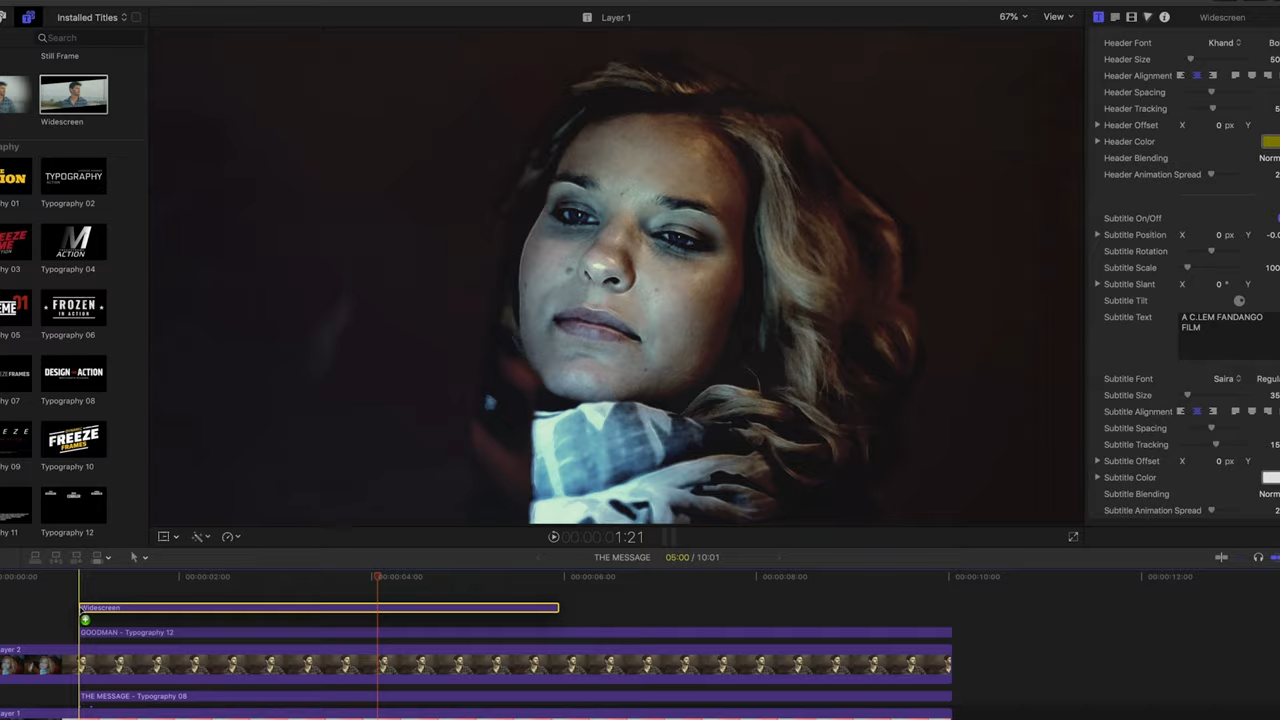 Installed Titles
Layer 1
67%
View
Widescreen
Search
Still Frame
Widescreen
TYPOGRAPHY
ACTION
Typography 02
M
ACTION
Typography 04
FROZEN
IN ACTION
Typography 06
DESIGN IN ACTION
Typography 08
FREEZE
FRAMES
Typography 10
Typography 12
Header Font
Khand
Header Size
50
Header Alignment
Header Spacing
Header Tracking
Header Offset
X
0 px
Y
Header Color
Header Blending
Header Animation Spread
Subtitle On/Off
Subtitle Position
X
0 px
Y
Subtitle Rotation
Subtitle Scale
100
Subtitle Slant
X
0 °
Y
Subtitle Tilt
Subtitle Text
A C.LEM FANDANGO
FILM
Subtitle Font
Saira
Subtitle Size
35
Subtitle Alignment
Subtitle Spacing
Subtitle Tracking
Subtitle Offset
X
0 px
Y
Subtitle Color
Subtitle Blending
Subtitle Animation Spread
00:00:00:01:21
THE MESSAGE
05:00 / 10:01
00:00:02:00
00:00:04:00
00:00:06:00
00:00:08:00
00:00:10:00
00:00:12:00
Widescreen
GOODMAN - Typography 12
THE MESSAGE - Typography 08